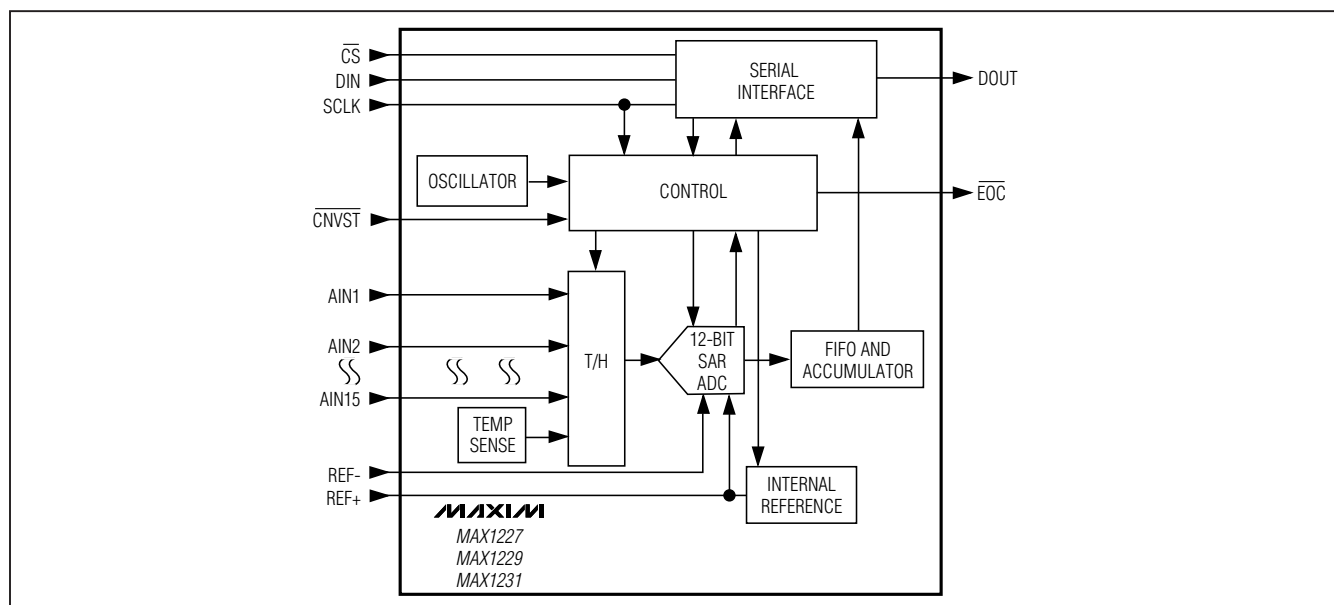 CS
DIN
SCLK
SERIAL
INTERFACE
DOUT
OSCILLATOR
CONTROL
EOC
CNVST
AIN1
AIN2
AIN15
T/H
12-BIT
SAR
ADC
FIFO AND
ACCUMULATOR
TEMP
SENSE
REF-
REF+
INTERNAL
REFERENCE
MAXIM
MAX1227
MAX1229
MAX1231